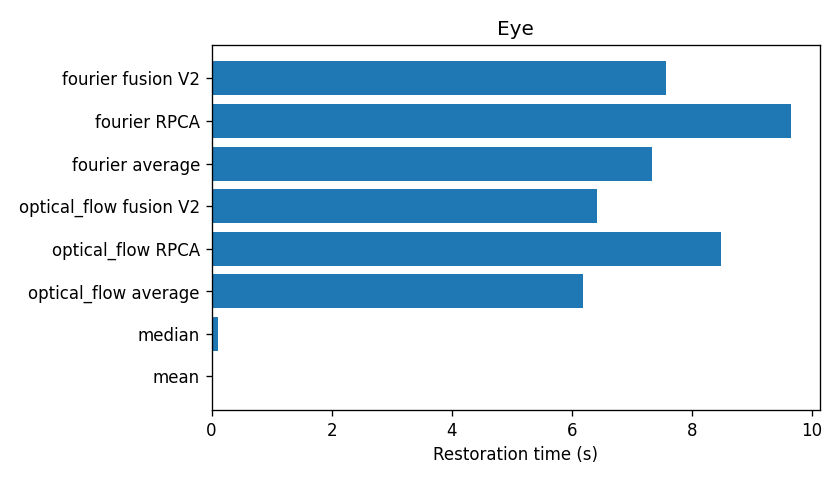 Eye
fourier fusion V2
fourier RPCA
fourier average
optical_flow fusion V2
optical_flow RPCA
optical_flow average
median
mean
0 2 4 6 8 10
Restoration time (s)